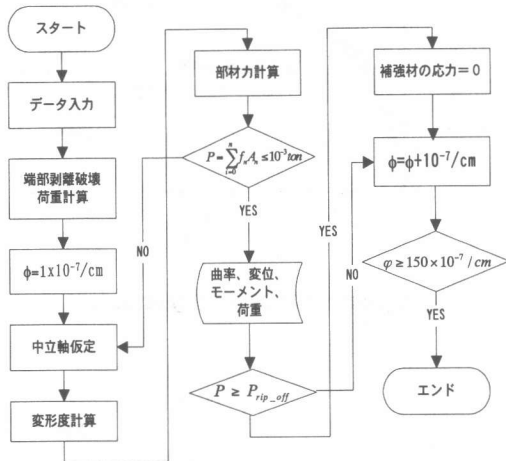 スタート
データ入力
端部剥離破壊
荷重計算
ϕ=1x10⁻⁷/cm
中立軸仮定
変形度計算
部材力計算
P=∑ⁿᵢ₌₀fₙAₙ≤10⁻³ton
NO
YES
曲率、変位、
モーメント、
荷重
P ≥ P_rip_off
YES
NO
補強材の応力=0
ϕ=ϕ+10⁻⁷/cm
φ≥150×10⁻⁷/cm
YES
エンド